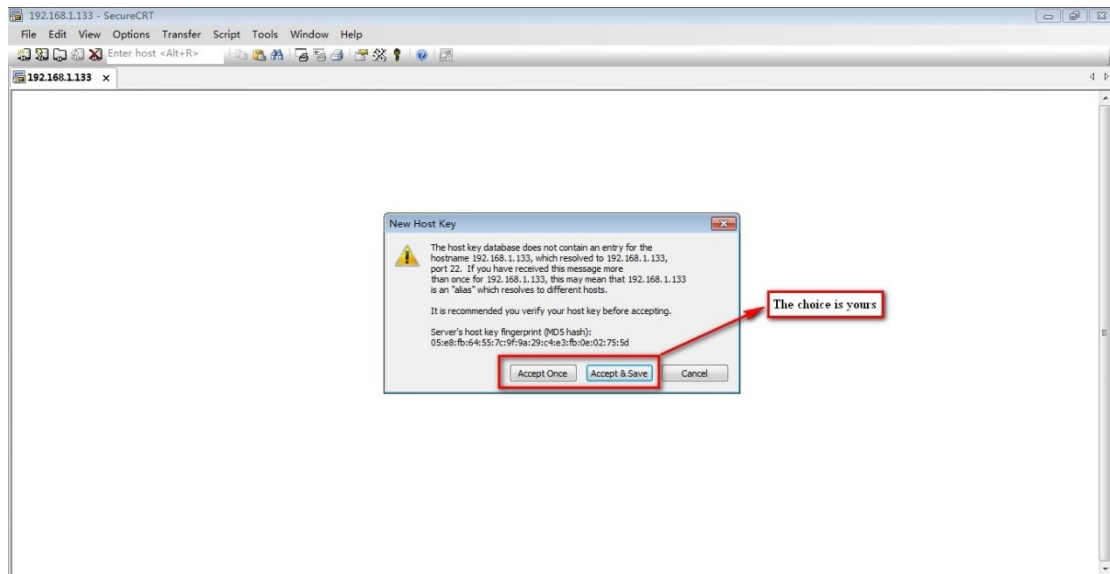 192.168.1.133 - SecureCRT
File Edit View Options Transfer Script Tools Window Help
Enter host <Alt+R>
192.168.1.133 x
New Host Key
The host key database does not contain an entry for the
hostname 192.168.1.133, which resolved to 192.168.1.133,
port 22. If you have received this message more
than once for 192.168.1.133, this may mean that 192.168.1.133
is an "alias" which resolves to different hosts.
It is recommended you verify your host key before accepting.
Server's host key fingerprint (MD5 hash):
05:e8:fb:64:55:7c:9f:9a:29:c4:e3:fb:0e:02:75:5d
Accept Once Accept & Save Cancel
The choice is yours